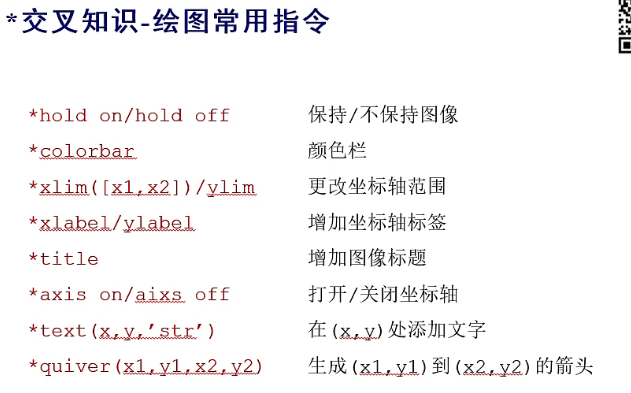 *交叉知识-绘图常用指令
*hold on/hold off 保持/不保持图像
*colorbar 颜色栏
*xlim([x1,x2])/ylim 更改坐标轴范围
*xlabel/ylabel 增加坐标轴标签
*title 增加图像标题
*axis on/aixs off 打开/关闭坐标轴
*text(x,y,’str’) 在(x,y)处添加文字
*quiver(x1,y1,x2,y2) 生成(x1,y1)到(x2,y2)的箭头